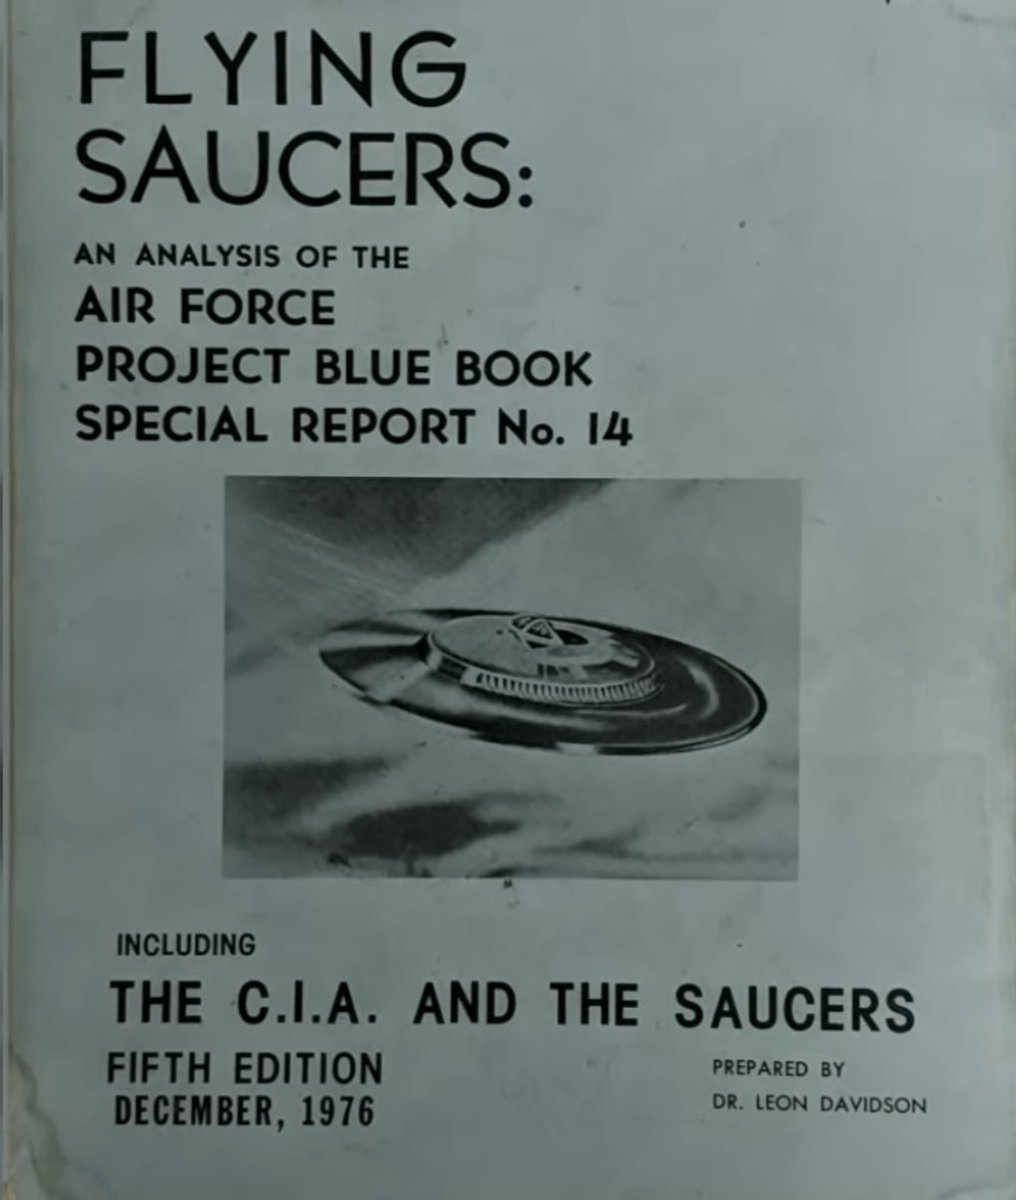 FLYING
SAUCERS:
AN ANALYSIS OF THE
AIR FORCE
PROJECT BLUE BOOK
SPECIAL REPORT No. 14
INCLUDING
THE C.I.A. AND THE SAUCERS
FIFTH EDITION
DECEMBER, 1976
PREPARED BY
DR. LEON DAVIDSON